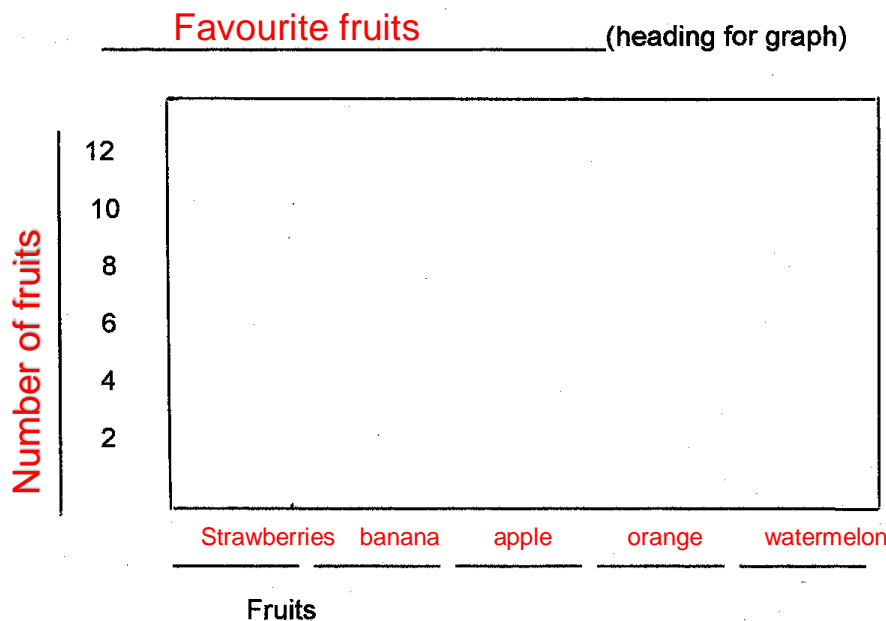 Favourite fruits
(heading for graph)
Number of fruits
12
10
8
6
4
2
Strawberries banana apple orange watermelon
Fruits